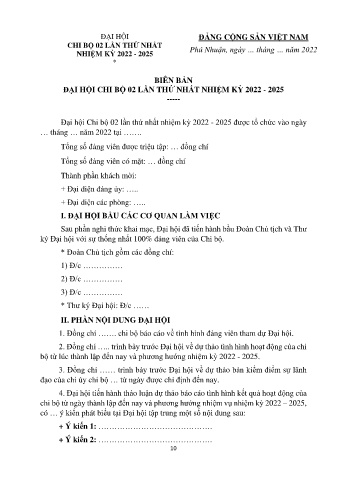 ĐẠI HỘI
CHI BỘ 02 LẦN THỨ NHẤT
NHIỆM KỲ 2022 - 2025
*
ĐẢNG CỘNG SẢN VIỆT NAM
Phú Nhuận, ngày … tháng … năm 2022
BIÊN BẢN
ĐẠI HỘI CHI BỘ 02 LẦN THỨ NHẤT NHIỆM KỲ 2022 - 2025
-----
Đại hội Chi bộ 02 lần thứ nhất nhiệm kỳ 2022 - 2025 được tổ chức vào ngày
… tháng … năm 2022 tại …….
Tổng số đảng viên được triệu tập: … đồng chí
Tổng số đảng viên có mặt: … đồng chí
Thành phần khách mời:
+ Đại diện đảng ủy: …..
+ Đại diện các phòng: …..
I. ĐẠI HỘI BẦU CÁC CƠ QUAN LÀM VIỆC
Sau phần nghi thức khai mạc, Đại hội đã tiến hành bầu Đoàn Chủ tịch và Thư
ký Đại hội với sự thống nhất 100% đảng viên của Chi bộ.
* Đoàn Chủ tịch gồm các đồng chí:
1) Đ/c ……………
2) Đ/c ……………
3) Đ/c ……………
* Thư ký Đại hội: Đ/c ……
II. PHẦN NỘI DUNG ĐẠI HỘI
1. Đồng chí ……. chi bộ báo cáo về tình hình đảng viên tham dự Đại hội.
2. Đồng chí ….. trình bày trước Đại hội về dự thảo tình hình hoạt động của chi
bộ từ lúc thành lập đến nay và phương hướng nhiệm kỳ 2022 - 2025.
3. Đồng chí …… trình bày trước Đại hội về dự thảo bản kiểm điểm sự lãnh
đạo của chi ủy chi bộ … từ ngày được chỉ định đến nay.
4. Đại hội tiến hành thảo luận dự thảo báo cáo tình hình kết quả hoạt động của
chi bộ từ ngày thành lập đến nay và phương hướng nhiệm vụ nhiệm kỳ 2022 – 2025,
có … ý kiến phát biểu tại Đại hội tập trung một số nội dung sau:
+ Ý kiến 1: ……………………………………
+ Ý kiến 2: ……………………………………
10